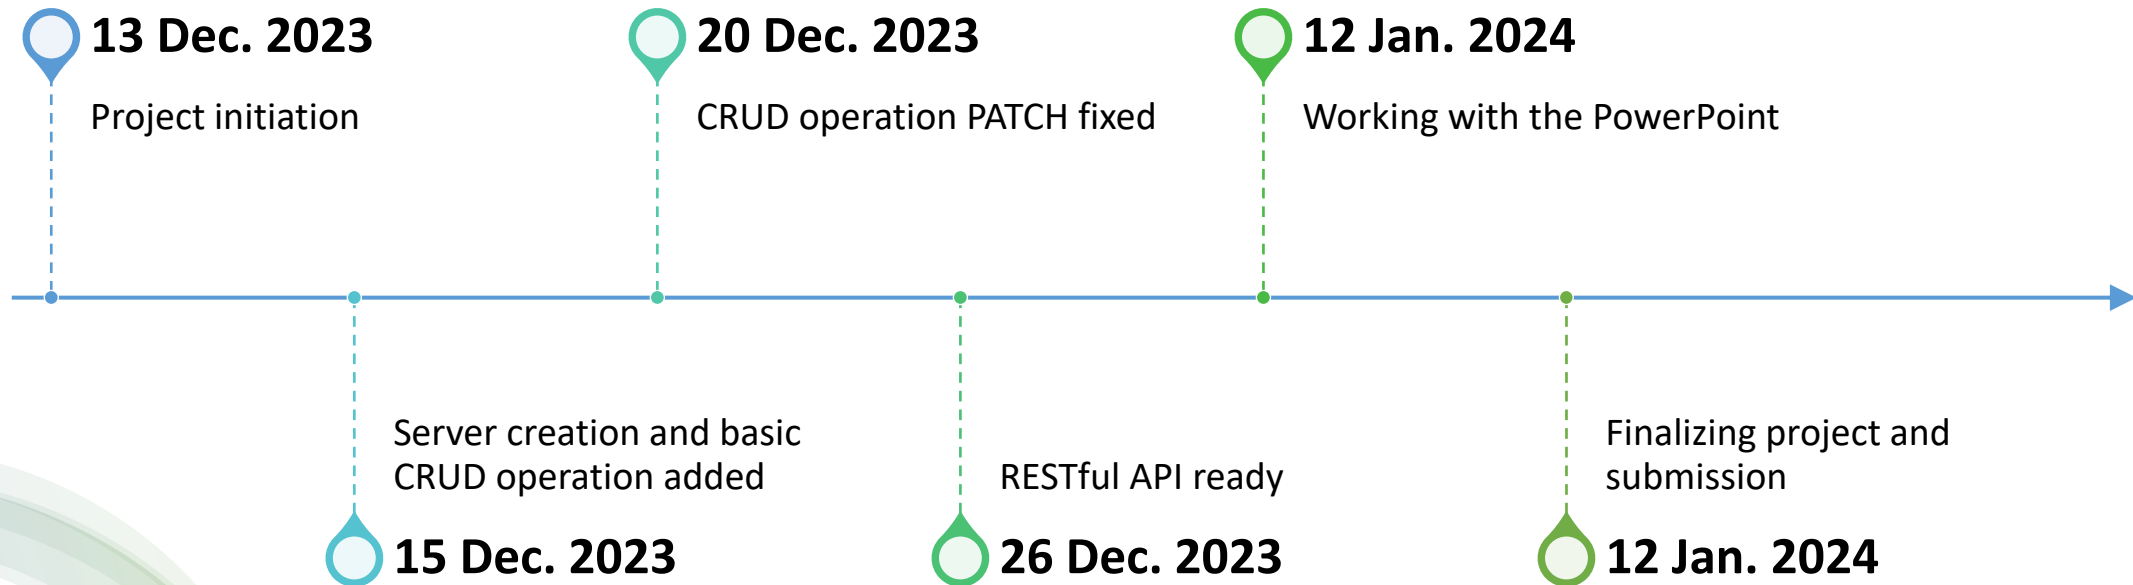 13 Dec. 2023
Project initiation
20 Dec. 2023
CRUD operation PATCH fixed
12 Jan. 2024
Working with the PowerPoint
Server creation and basic
CRUD operation added
15 Dec. 2023
RESTful API ready
26 Dec. 2023
Finalizing project and
submission
12 Jan. 2024